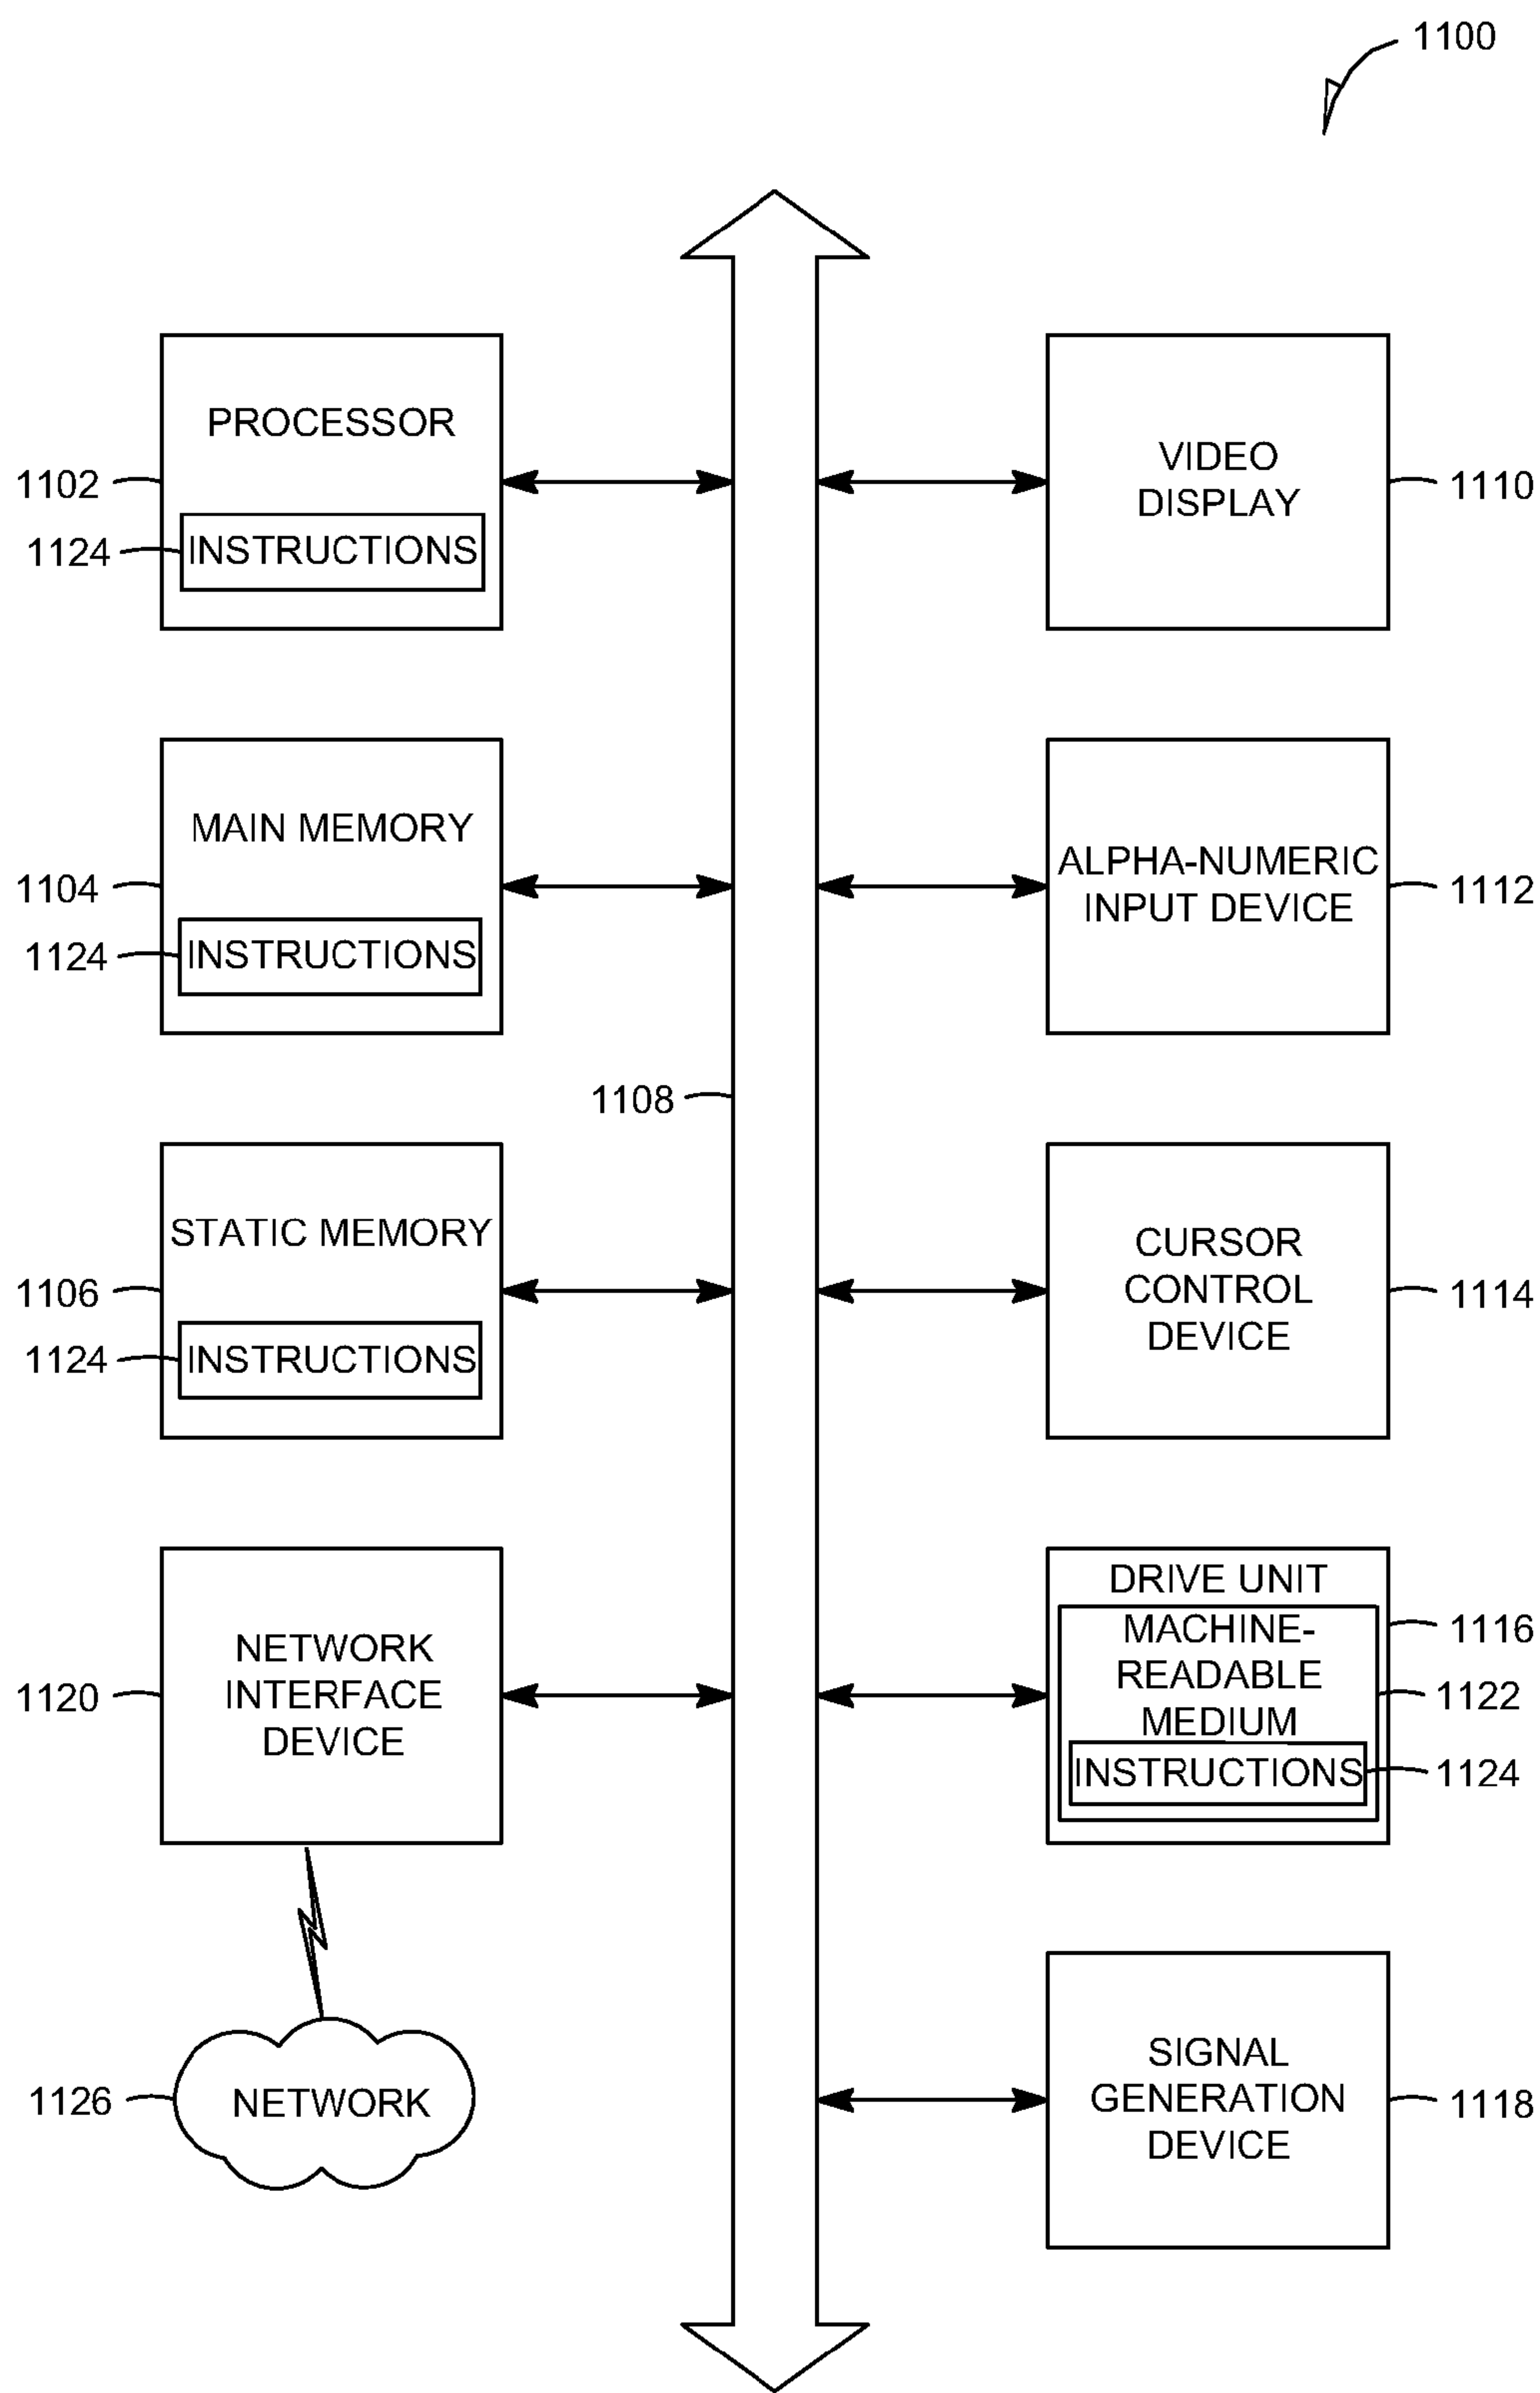 1100
PROCESSOR
1102
1124
INSTRUCTIONS
VIDEO
DISPLAY
1110
MAIN MEMORY
1104
1124
INSTRUCTIONS
ALPHA-NUMERIC
INPUT DEVICE
1112
1108
STATIC MEMORY
1106
1124
INSTRUCTIONS
CURSOR
CONTROL
DEVICE
1114
NETWORK
INTERFACE
DEVICE
1120
DRIVE UNIT
1116
MACHINE-
READABLE
MEDIUM
1122
INSTRUCTIONS
1124
NETWORK
1126
SIGNAL
GENERATION
DEVICE
1118